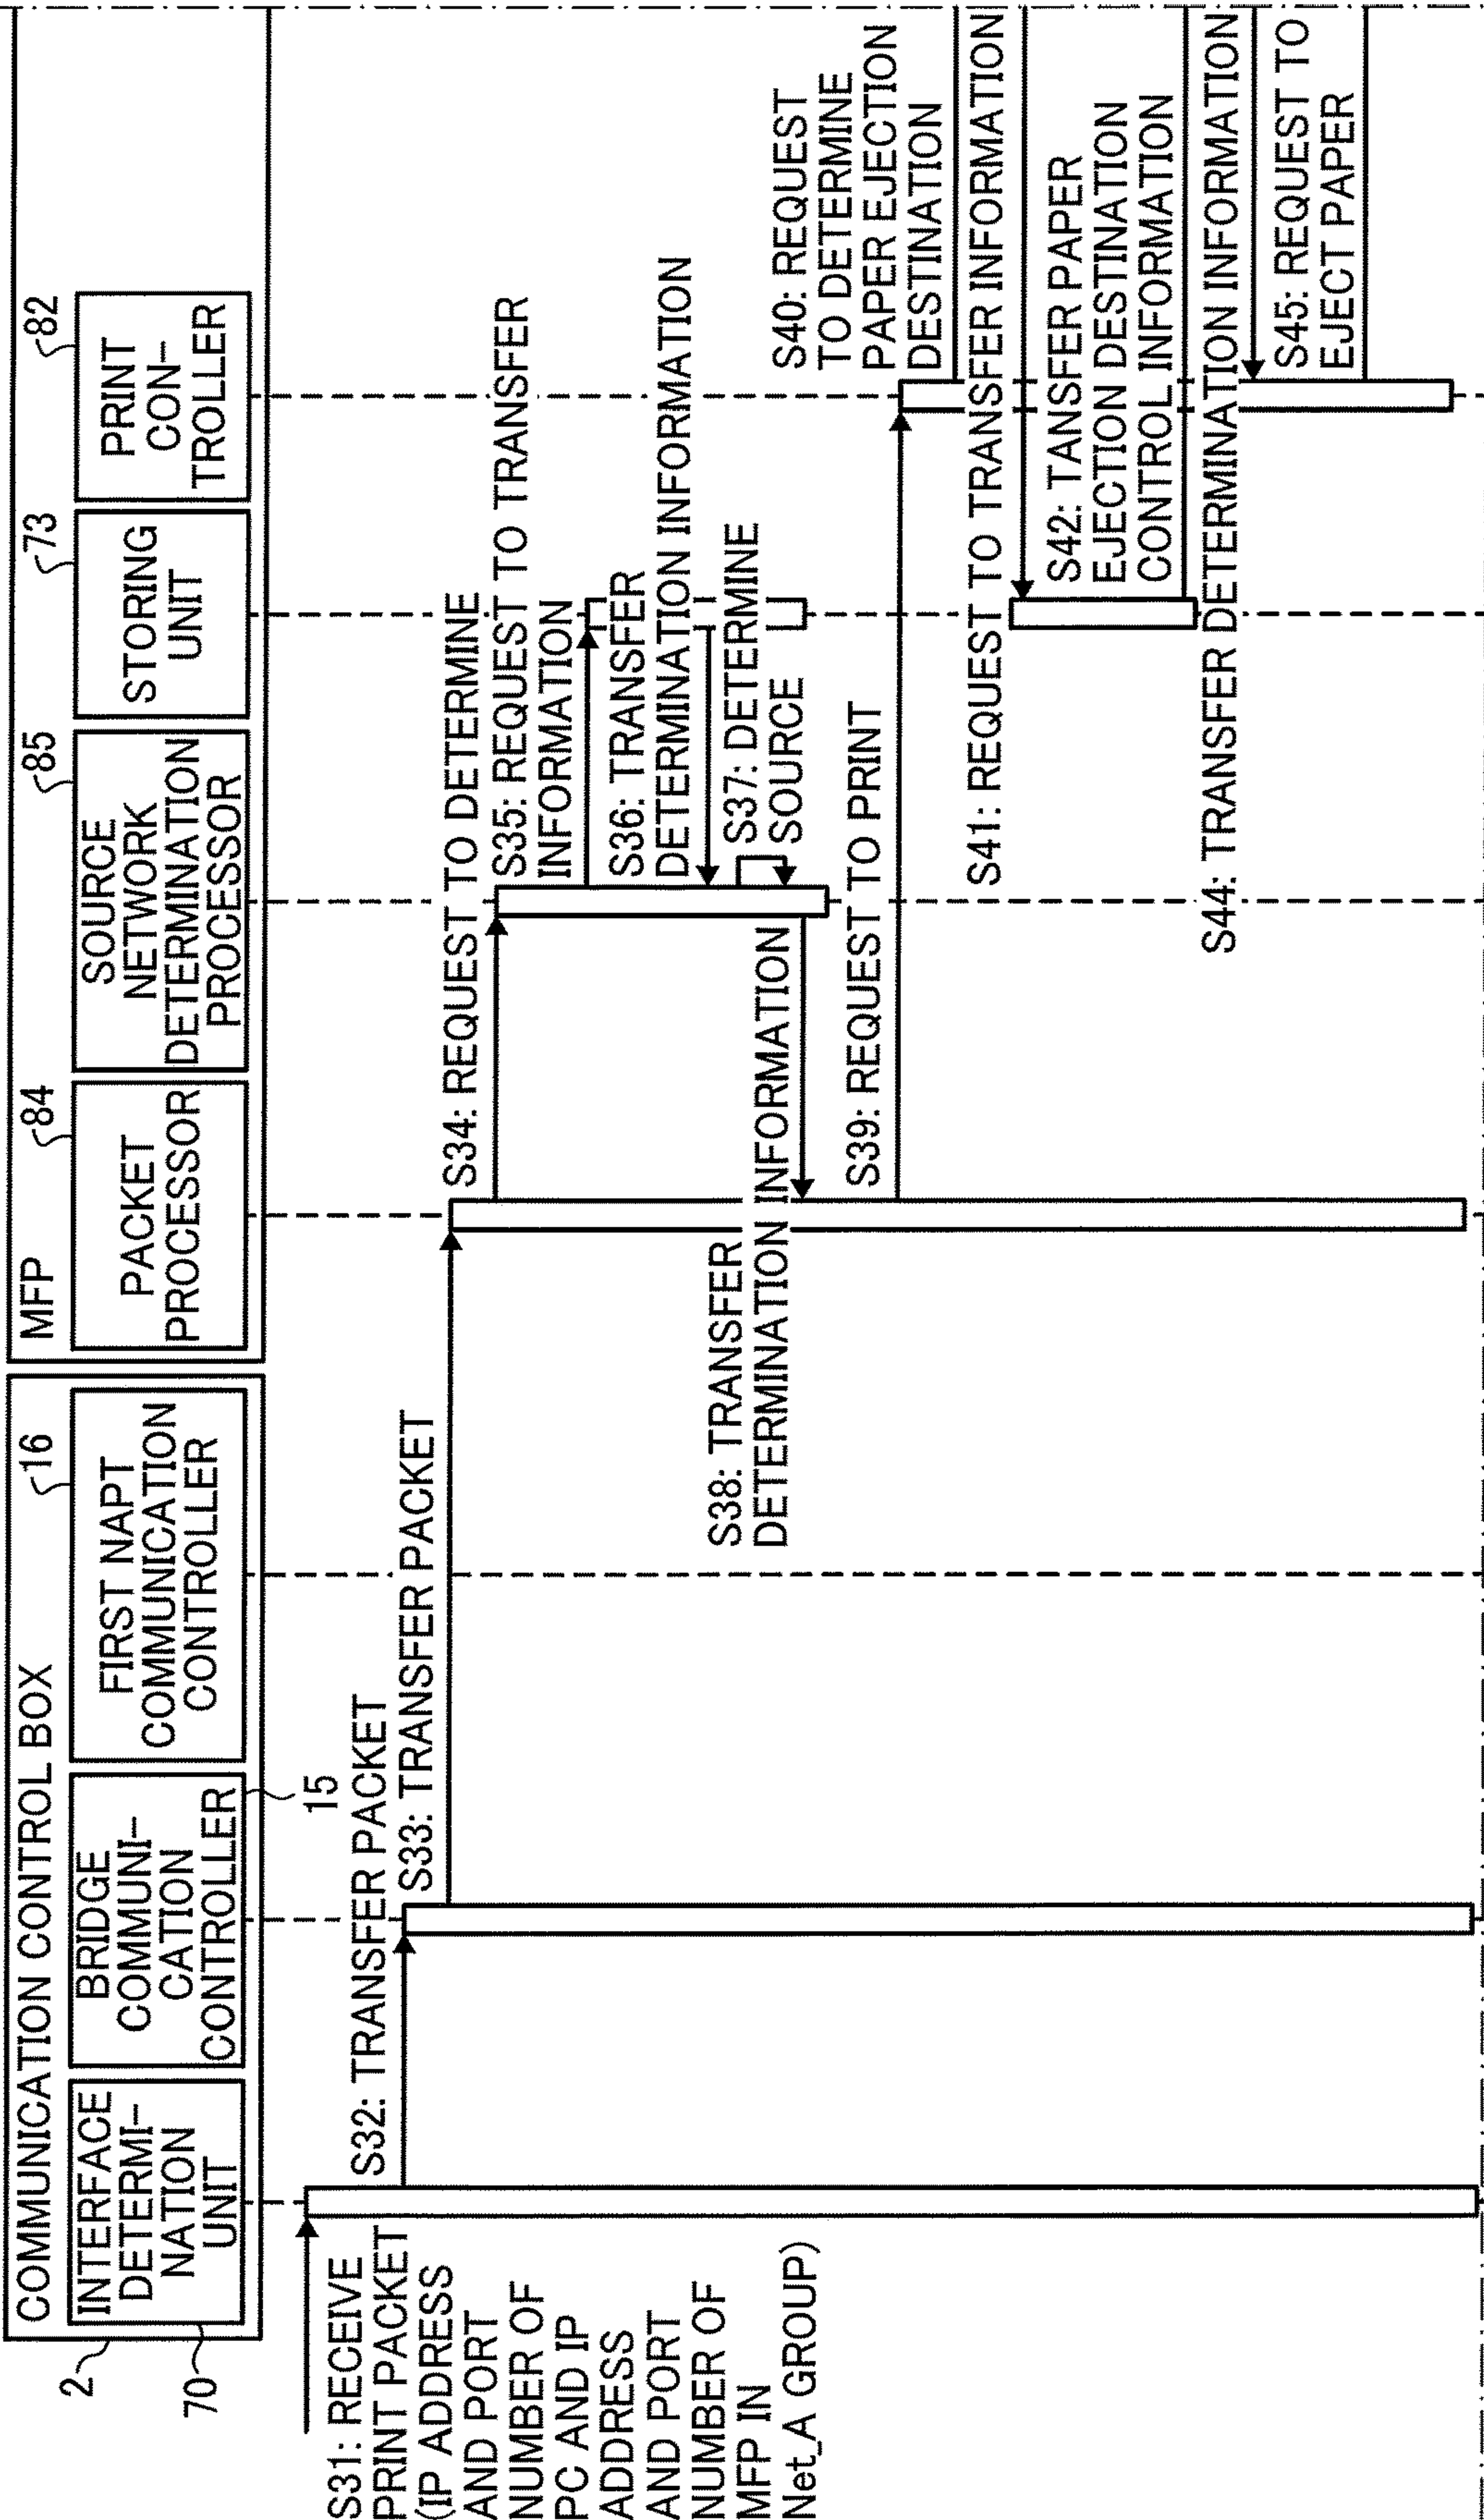 COMMUNICATION CONTROL BOX
2
INTERFACE
DETERMI-
NATION
UNIT
70
BRIDGE
COMMUNI-
CATION
CONTROLLER
15
FIRST NAPT
COMMUNICATION
CONTROLLER
16
MFP
PACKET
PROCESSOR
84
SOURCE
NETWORK
DETERMINATION
PROCESSOR
85
STORING
UNIT
73
PRINT
CON-
TROLLER
82
S31: RECEIVE
PRINT PACKET
(IP ADDRESS
AND PORT
NUMBER OF
PC AND IP
ADDRESS
AND PORT
NUMBER OF
MFP IN
Net_A GROUP)
S32: TRANSFER PACKET
S33: TRANSFER PACKET
S34: REQUEST TO DETERMINE
S35: REQUEST TO TRANSFER
INFORMATION
S36: TRANSFER
DETERMINATION INFORMATION
S37: DETERMINE
SOURCE
S38: TRANSFER
DETERMINATION INFORMATION
S39: REQUEST TO PRINT
S40: REQUEST
TO DETERMINE
PAPER EJECTION
DESTINATION
S41: REQUEST TO TRANSFER INFORMATION
S42: TANSFER PAPER
EJECTION DESTINATION
CONTROL INFORMATION
S44: TRANSFER DETERMINATION INFORMATION
S45: REQUEST TO
EJECT PAPER